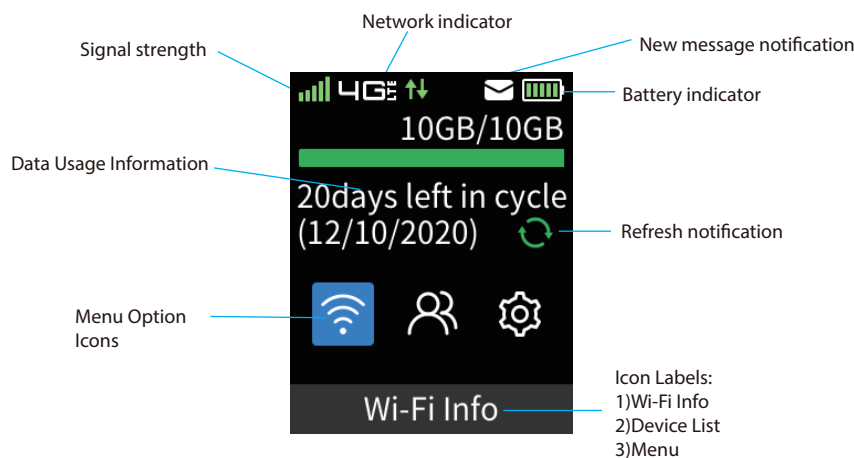 Network indicator
Signal strength
New message notification
4G LTE
Battery indicator
10GB/10GB
Data Usage Information
20days left in cycle
(12/10/2020)
Refresh notification
Menu Option
Icons
Wi-Fi Info
Icon Labels:
1)Wi-Fi Info
2)Device List
3)Menu